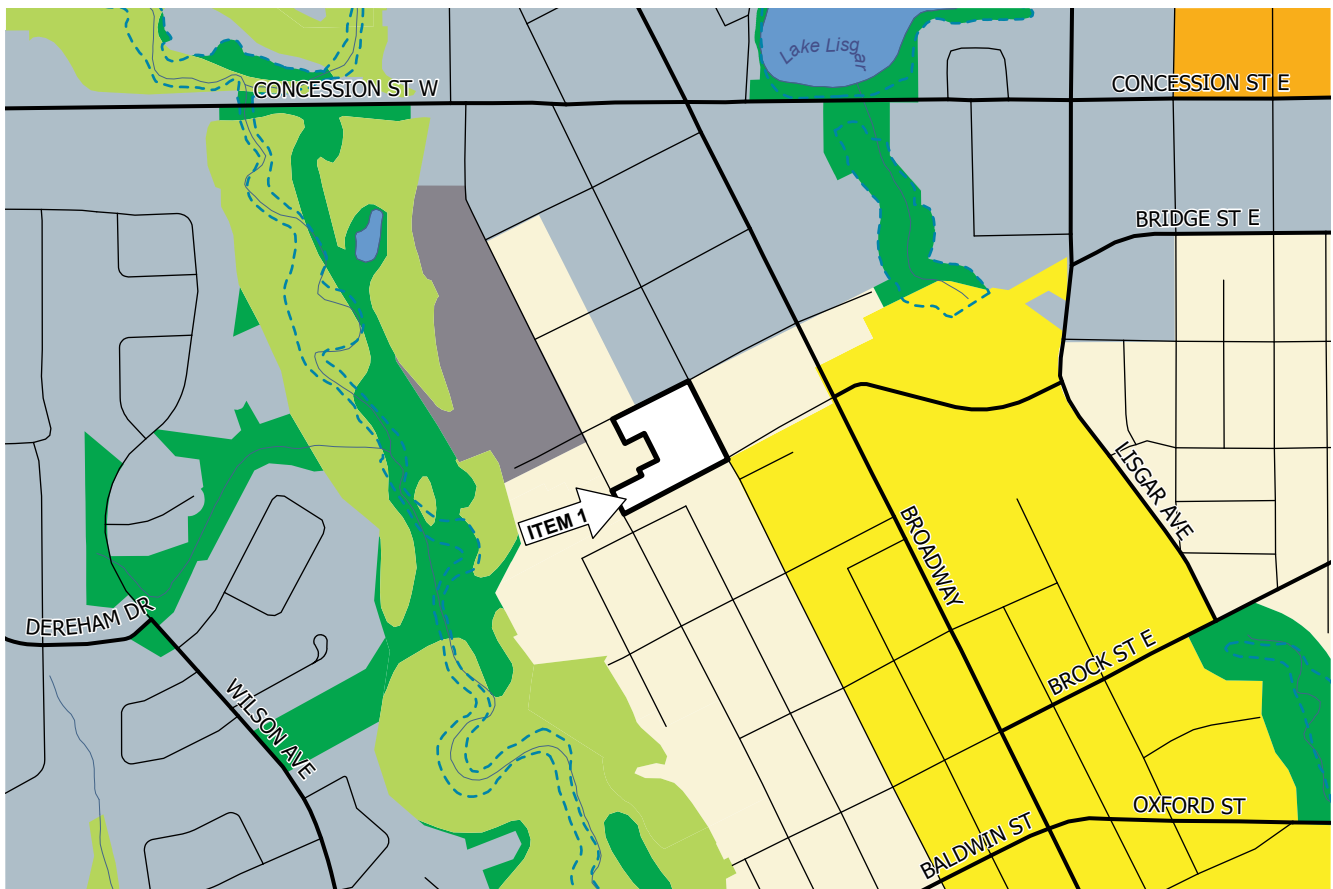 Lake Lisgar
CONCESSION ST W
CONCESSION ST E
BRIDGE ST E
LISGAR AVE
ITEM 1
BROADWAY
DEREHAM DR
BROCK ST E
WILSON AVE
OXFORD ST
BALDWIN ST